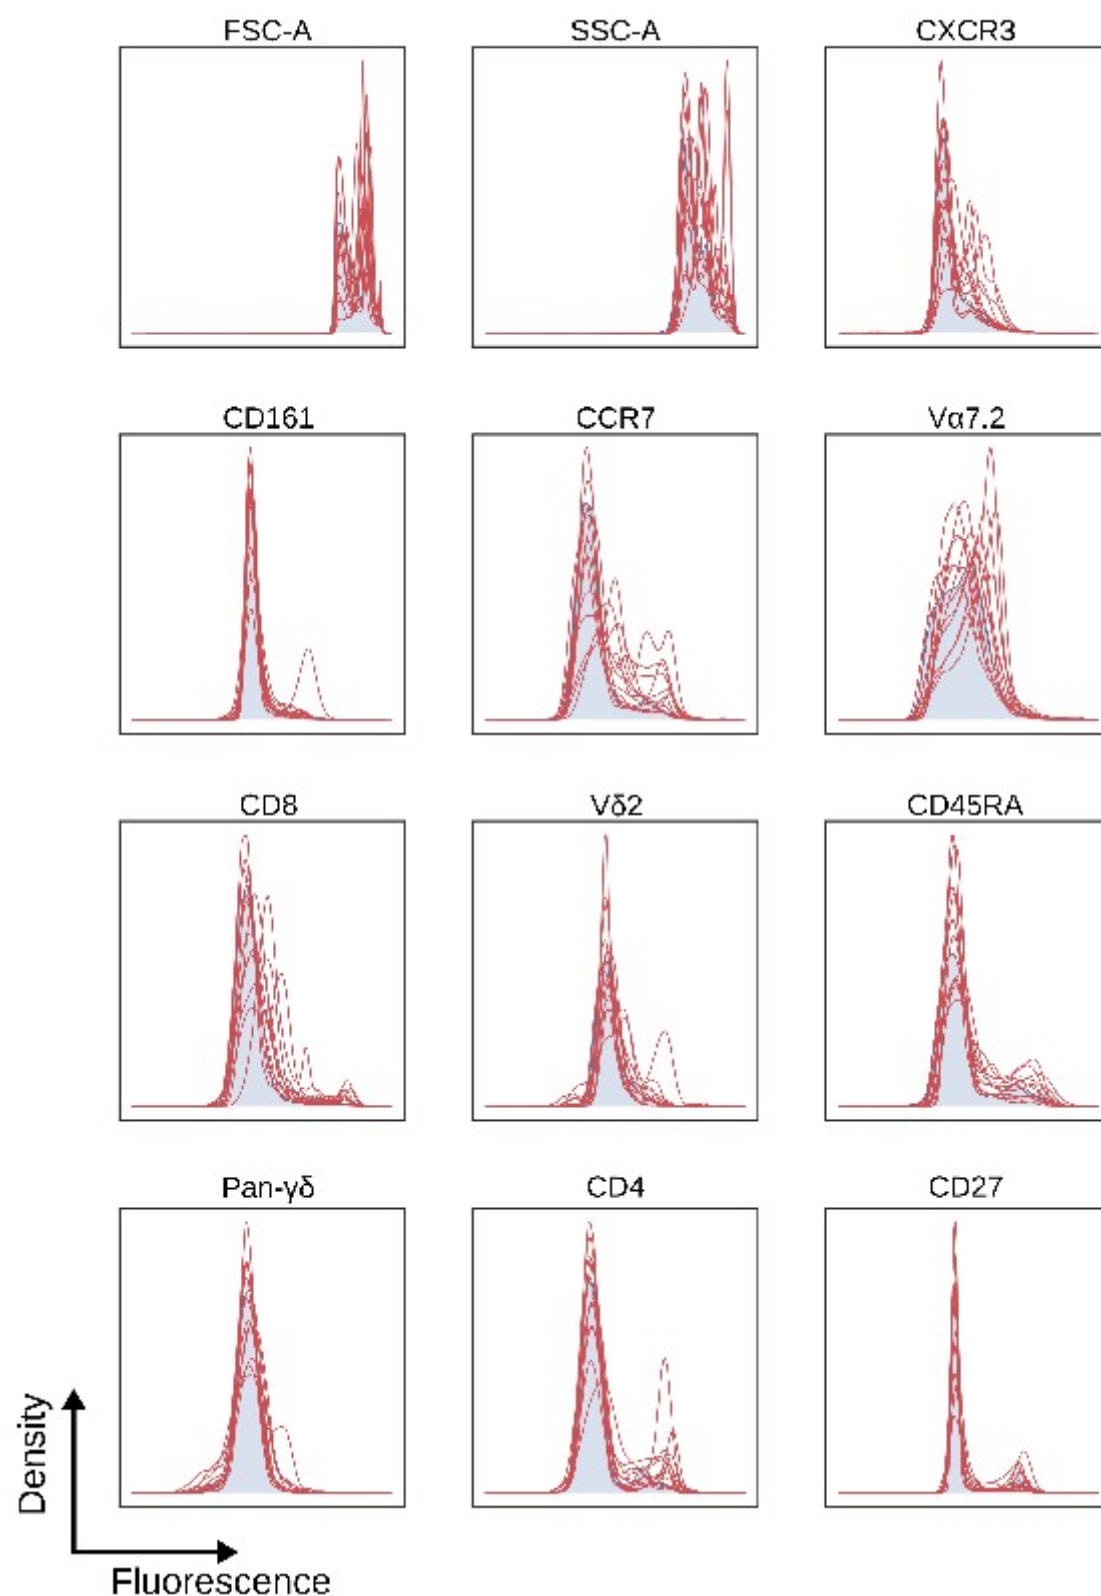 FSC-A
SSC-A
CXCR3
CD161
CCR7
Vα7.2
CD8
Vδ2
CD45RA
Pan-γδ
CD4
CD27
Density
Fluorescence